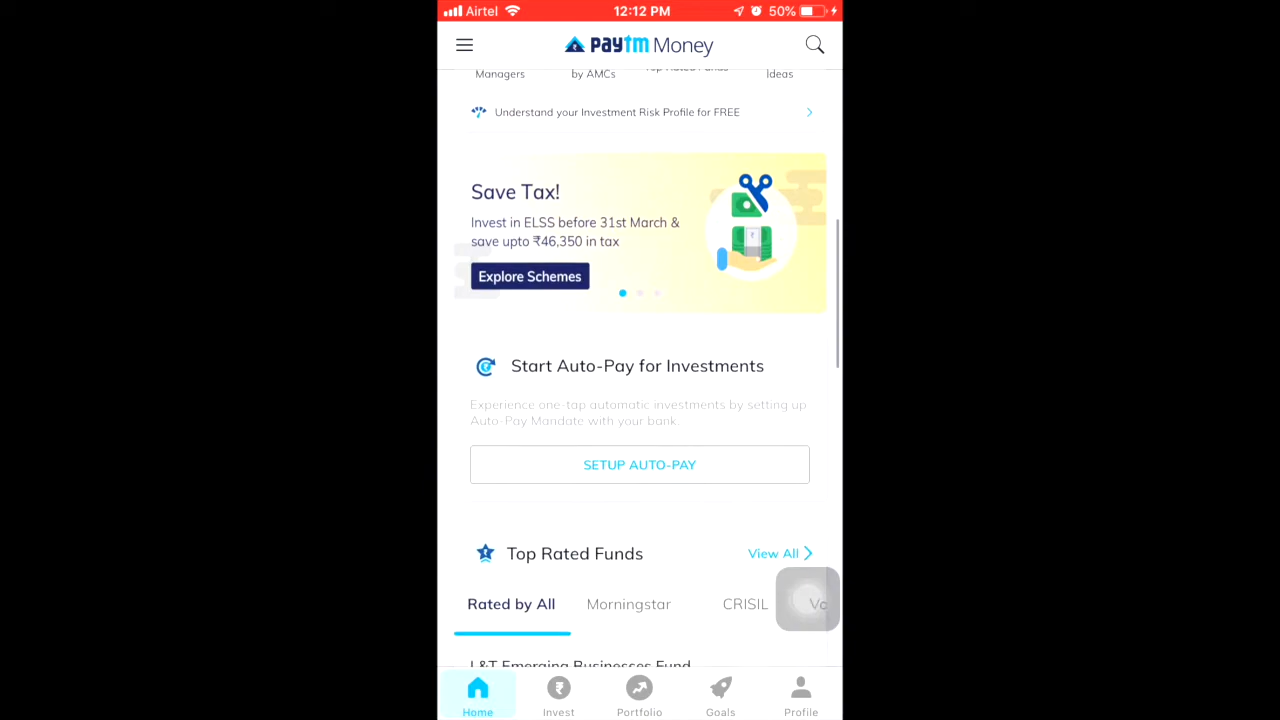 Airtel 12:12 PM 50%
paytm Money
Managers by AMCs Top Rated Funds Ideas
Understand your Investment Risk Profile for FREE
Save Tax!
Invest in ELSS before 31st March &
save upto ₹46,350 in tax
Explore Schemes
Start Auto-Pay for Investments
Experience one-tap automatic investments by setting up
Auto-Pay Mandate with your bank.
SETUP AUTO-PAY
Top Rated Funds View All
Rated by All Morningstar CRISIL
L&T Emerging Businesses Fund
Home Invest Portfolio Goals Profile